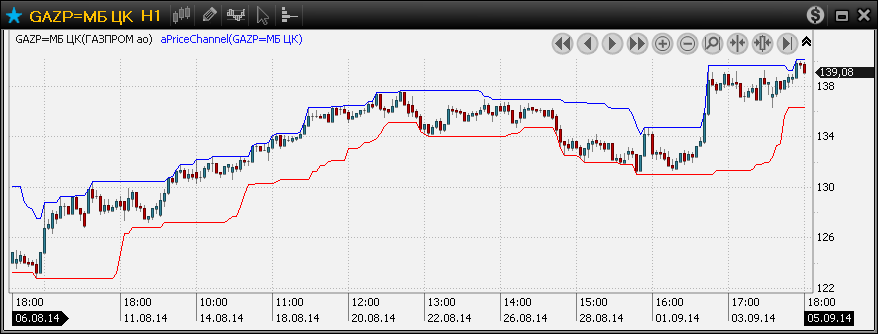 GAZP=МБ ЦК H1
GAZP=МБ ЦК(ГАЗПРОМ ао) aPriceChannel(GAZP=МБ ЦК)
139,08
138
134
130
126
122
18:00 18:00 10:00 11:00 12:00 13:00 14:00 15:00 16:00 17:00 18:00
06.08.14 11.08.14 14.08.14 18.08.14 20.08.14 22.08.14 26.08.14 28.08.14 01.09.14 03.09.14 05.09.14